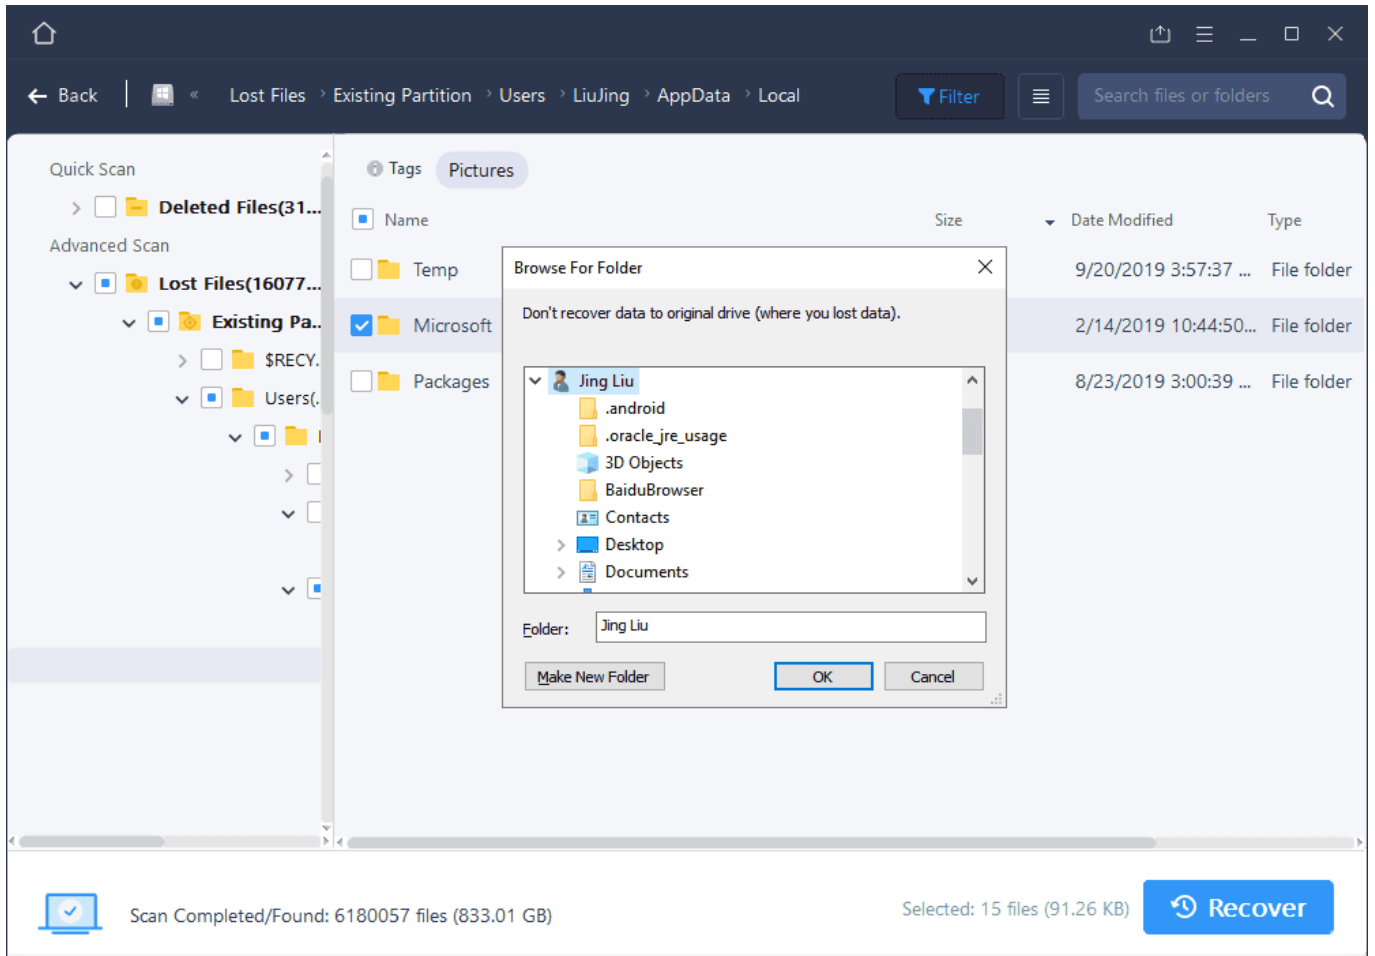 Back « Lost Files › Existing Partition › Users › LiuJing › AppData › Local Filter Search files or folders
Quick Scan
Deleted Files(31...
Advanced Scan
Lost Files(16077...
Existing Pa..
$RECY.
Users(.
Tags Pictures
Name Size Date Modified Type
Temp 9/20/2019 3:57:37 ... File folder
Microsoft 2/14/2019 10:44:50... File folder
Packages 8/23/2019 3:00:39 ... File folder
Browse For Folder
Don't recover data to original drive (where you lost data).
Jing Liu
.android
.oracle_jre_usage
3D Objects
BaiduBrowser
Contacts
Desktop
Documents
Folder: Jing Liu
Make New Folder OK Cancel
Scan Completed/Found: 6180057 files (833.01 GB)
Selected: 15 files (91.26 KB) Recover